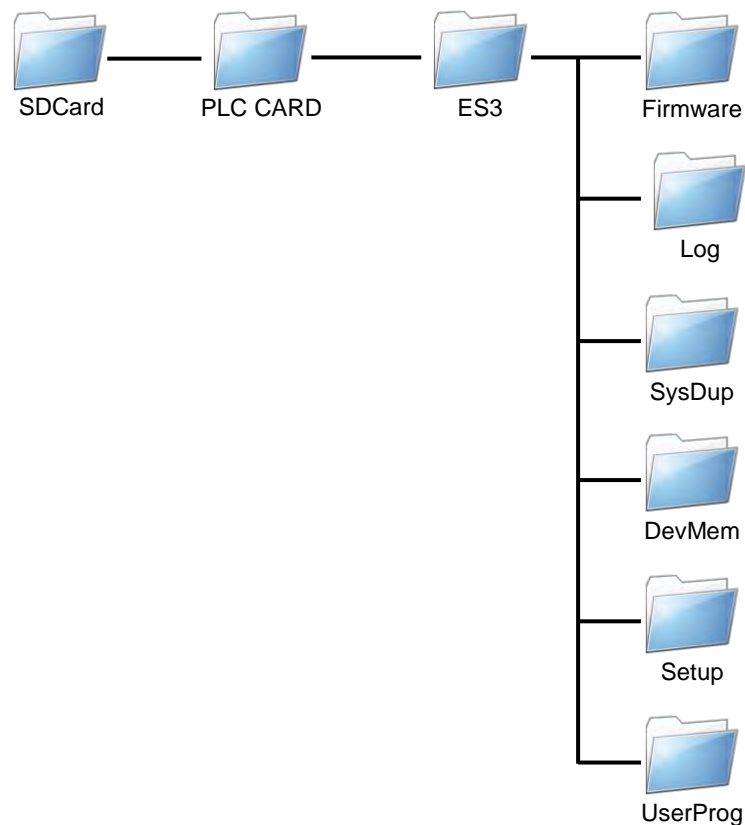 SDCard
PLC CARD
ES3
Firmware
Log
SysDup
DevMem
Setup
UserProg